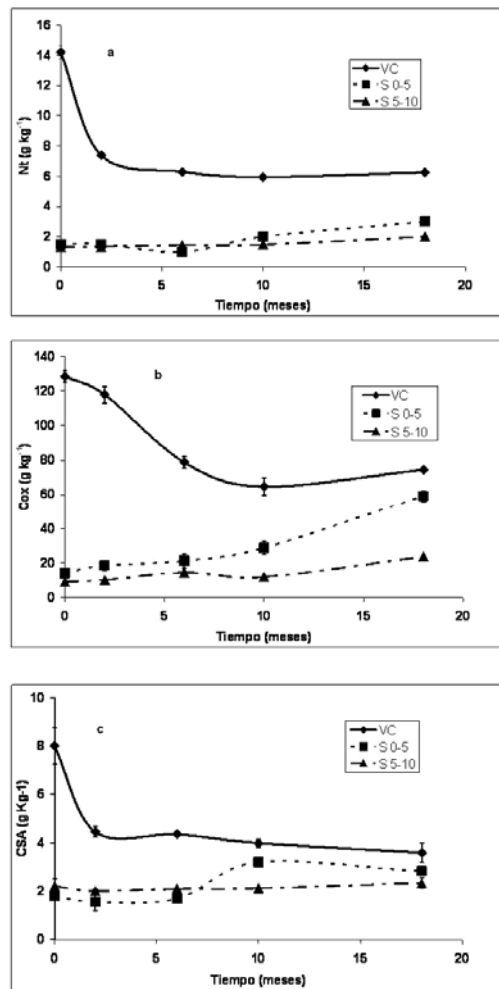 a
16
14
12
10
8
6
4
2
0
Nt (g kg⁻¹)
VC
S 0-5
S 5-10
0 5 10 15 20
Tiempo (meses)
b
140
120
100
80
60
40
20
0
Cox (g kg⁻¹)
VC
S 0-5
S 5-10
0 5 10 15 20
Tiempo (meses)
c
10
8
6
4
2
0
CSA (g Kg-1)
VC
S 0-5
S 5-10
0 5 10 15 20
Tiempo (meses)